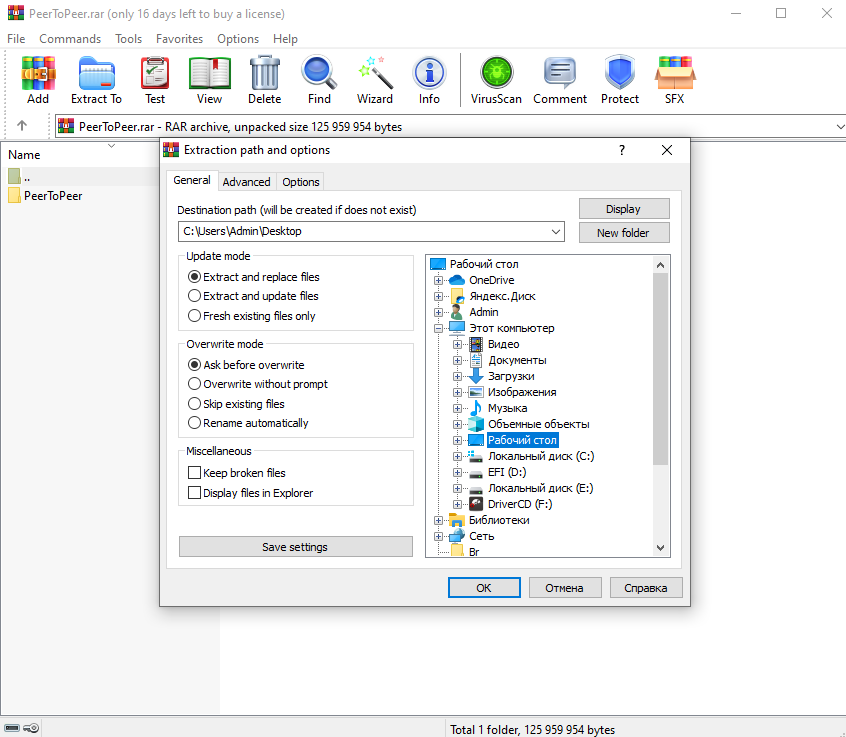 PeerToPeer.rar (only 16 days left to buy a license)
File Commands Tools Favorites Options Help
Add Extract To Test View Delete Find Wizard Info VirusScan Comment Protect SFX
PeerToPeer.rar - RAR archive, unpacked size 125 959 954 bytes
Name
..
PeerToPeer
Extraction path and options
General Advanced Options
Destination path (will be created if does not exist)
C:\Users\Admin\Desktop
Display
New folder
Update mode
Extract and replace files
Extract and update files
Fresh existing files only
Overwrite mode
Ask before overwrite
Overwrite without prompt
Skip existing files
Rename automatically
Miscellaneous
Keep broken files
Display files in Explorer
Save settings
Рабочий стол
OneDrive
Яндекс.Диск
Admin
Этот компьютер
Видео
Документы
Загрузки
Изображения
Музыка
Объемные объекты
Рабочий стол
Локальный диск (C:)
EFI (D:)
Локальный диск (E:)
DriverCD (F:)
Библиотеки
Сеть
Br
OK Отмена Справка
Total 1 folder, 125 959 954 bytes